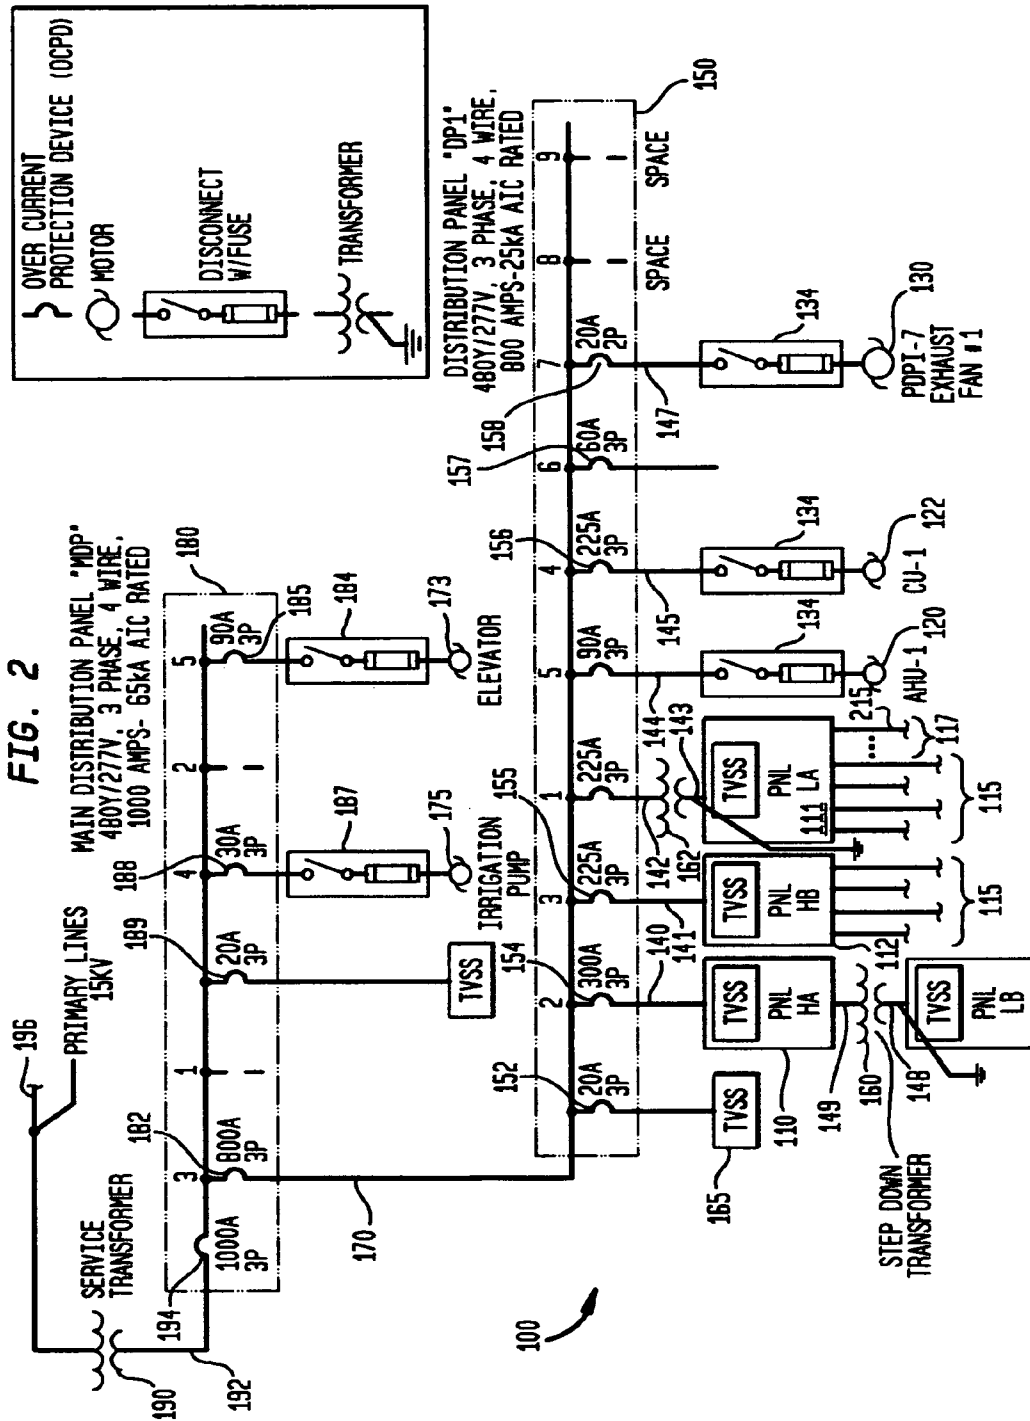 FIG. 2
OVER CURRENT
PROTECTION DEVICE (OCPD)
MOTOR
DISCONNECT
W/FUSE
TRANSFORMER
196
PRIMARY LINES
15KV
SERVICE
TRANSFORMER
190
192
194
MAIN DISTRIBUTION PANEL "MDP"
480Y/277V, 3 PHASE, 4 WIRE,
1000 AMPS- 65kA AIC RATED
180
1000A
3P
182
3
800A
3P
1
189
20A
3P
TVSS
188
4
30A
3P
187
175
IRRIGATION
PUMP
2
5
90A
3P
185
184
173
ELEVATOR
170
100
DISTRIBUTION PANEL "DP1"
480Y/277V, 3 PHASE, 4 WIRE,
800 AMPS-25kA AIC RATED
150
152
20A
3P
TVSS
165
154
2
300A
3P
140
TVSS
PNL
HA
110
149
160
148
STEP DOWN
TRANSFORMER
TVSS
PNL
LB
155
3
225A
3P
141
TVSS
PNL
HB
112
115
1
225A
3P
142
162
143
TVSS
PNL
LA
111
215
117
115
5
90A
3P
144
134
120
AHU-1
156
4
225A
3P
145
134
122
CU-1
157
6
60A
3P
158
7
20A
2P
147
134
130
PDPI-7
EXHAUST
FAN #1
8
SPACE
9
SPACE